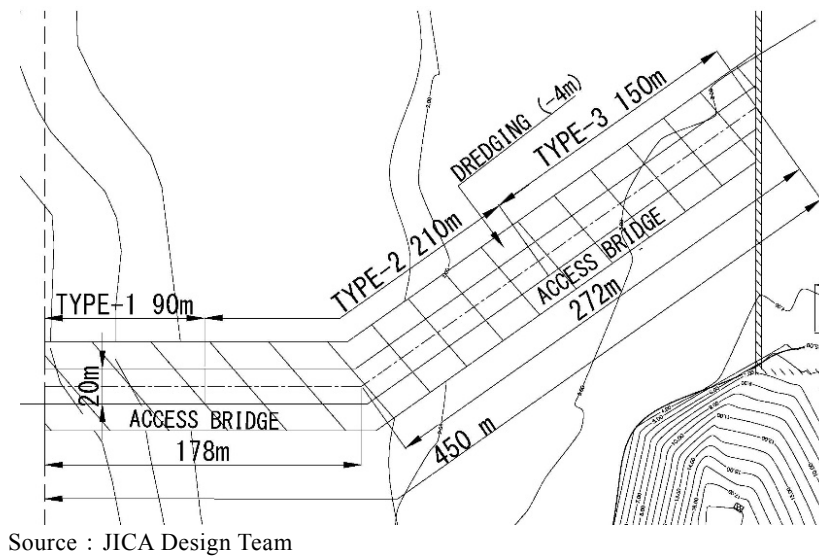 DREDGING (-4m)
TYPE-3 150m
TYPE-2 210m
TYPE-1 90m
ACCESS BRIDGE
272m
20m
ACCESS BRIDGE
178m
450 m
Source : JICA Design Team